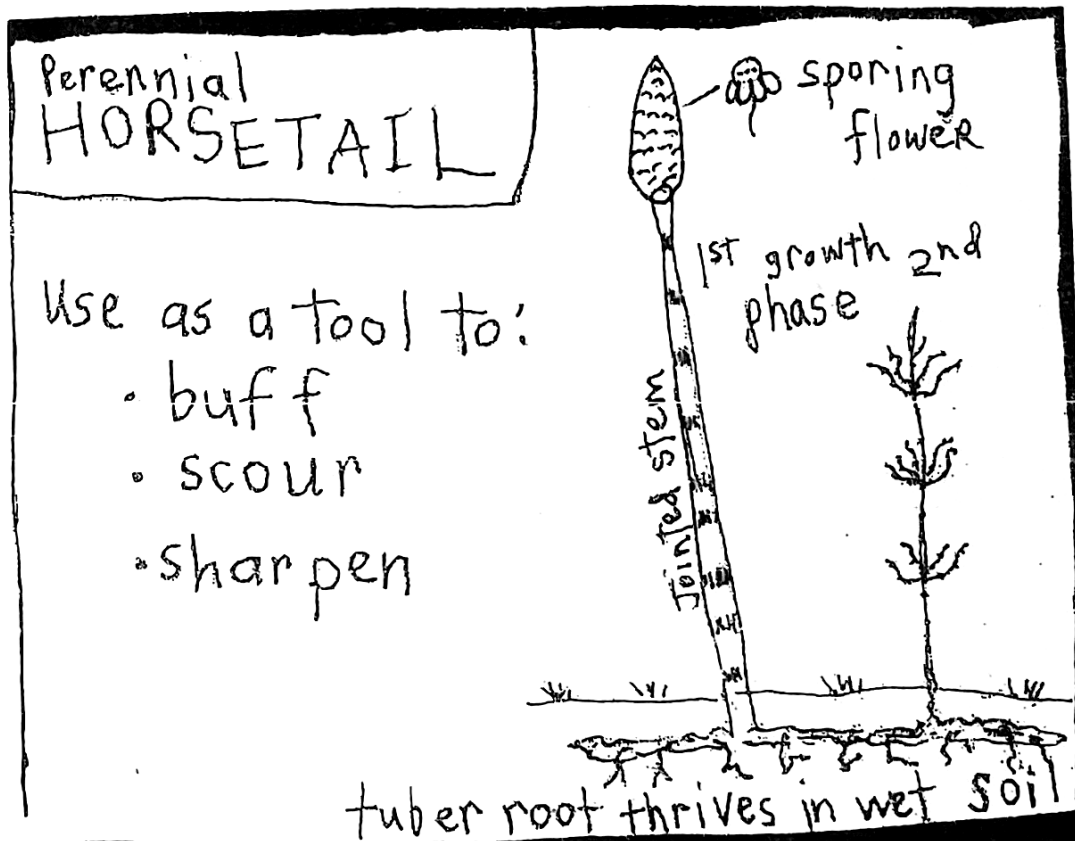 Perennial
HORSETAIL
Use as a tool to:
· buff
· scour
· sharpen
sporing
flower
1st growth 2nd
phase
Jointed stem
tuber root thrives in wet soil